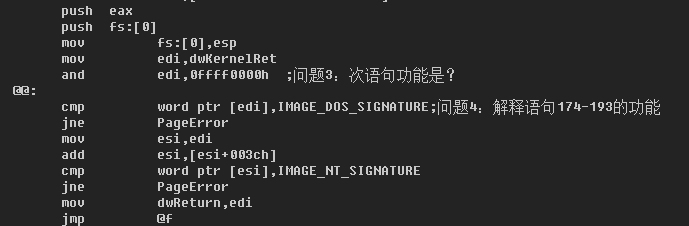 push eax
push fs:[0]
mov fs:[0],esp
mov edi,dwKernelRet
and edi,0ffff0000h ;问题3：次语句功能是？
@@:
cmp word ptr [edi],IMAGE_DOS_SIGNATURE;问题4：解释语句174-193的功能
jne PageError
mov esi,edi
add esi,[esi+003ch]
cmp word ptr [esi],IMAGE_NT_SIGNATURE
jne PageError
mov dwReturn,edi
jmp @f